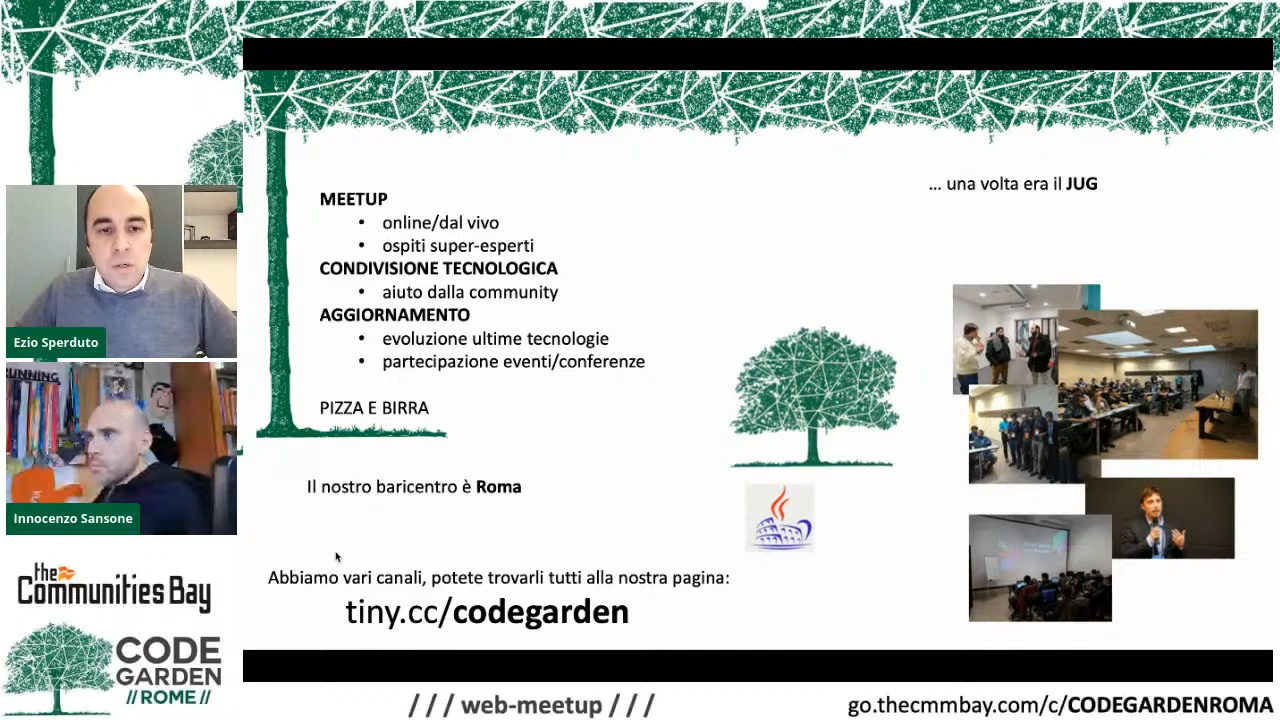 ... una volta era il JUG
MEETUP
• online/dal vivo
• ospiti super-esperti
CONDIVISIONE TECNOLOGICA
• aiuto dalla community
AGGIORNAMENTO
• evoluzione ultime tecnologie
• partecipazione eventi/conferenze
PIZZA E BIRRA
Il nostro baricentro è Roma
Abbiamo vari canali, potete trovarli tutti alla nostra pagina:
tiny.cc/codegarden
Ezio Sperduto
RUNNING
Innocenzo Sansone
the
Communities Bay
CODE
GARDEN
// ROME //
/ / / web-meetup / / /
go.thecmmbay.com/c/CODEGARDENROMA